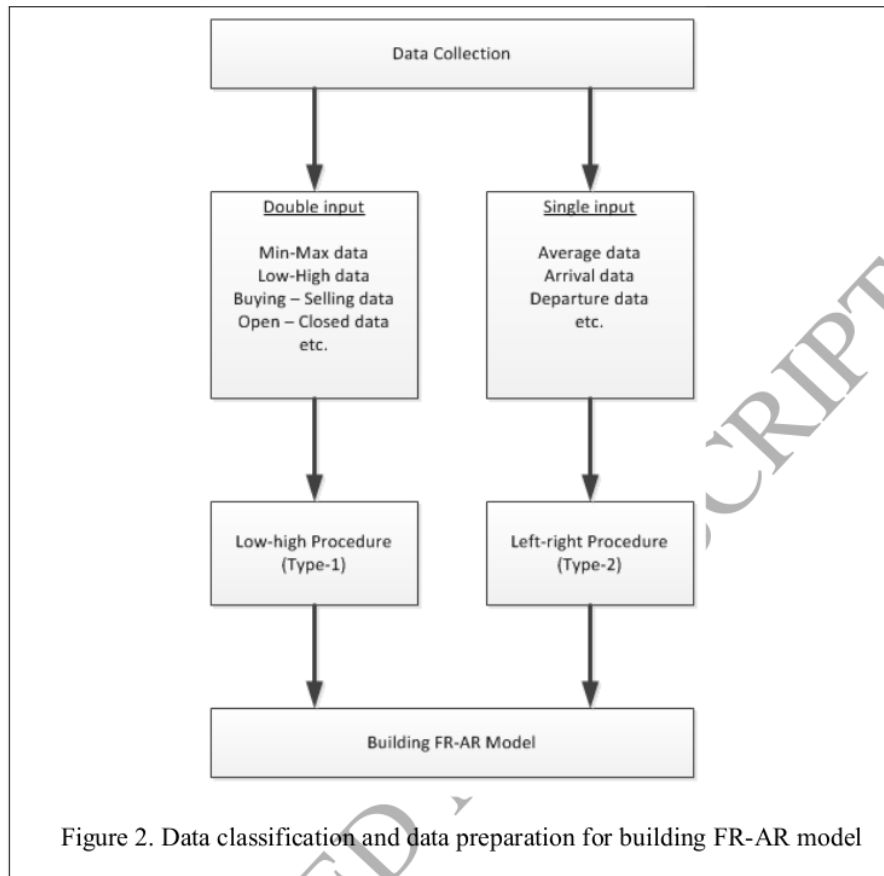 Data Collection
Double input
Min-Max data
Low-High data
Buying – Selling data
Open – Closed data
etc.
Single input
Average data
Arrival data
Departure data
etc.
Low-high Procedure
(Type-1)
Left-right Procedure
(Type-2)
Building FR-AR Model
Figure 2. Data classification and data preparation for building FR-AR model